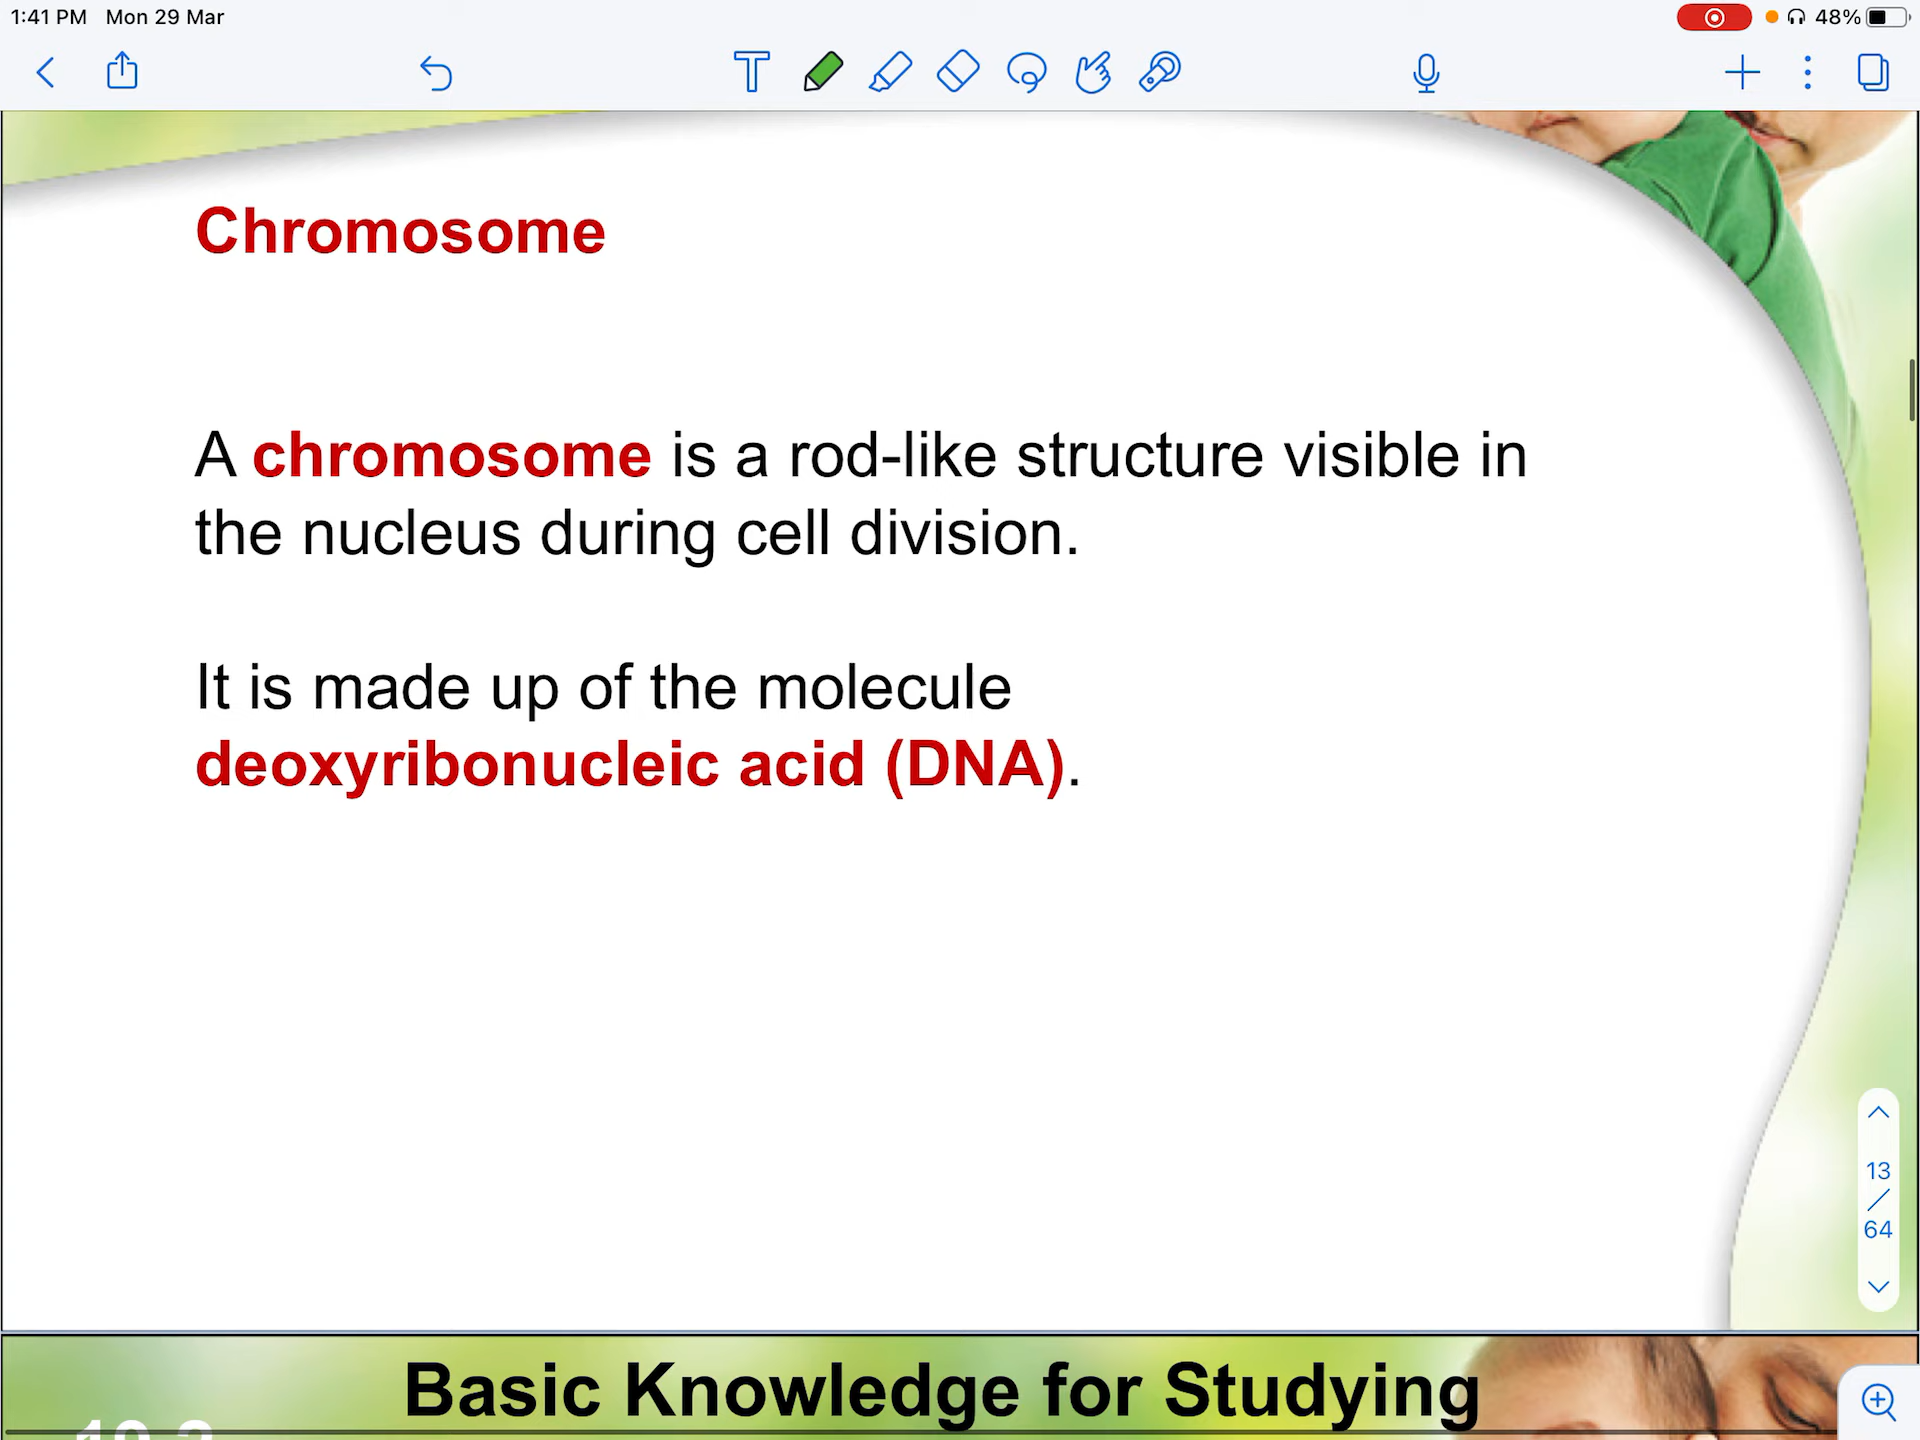 1:41 PM Mon 29 Mar
48%
Chromosome
A chromosome is a rod-like structure visible in
the nucleus during cell division.
It is made up of the molecule
deoxyribonucleic acid (DNA).
13
/
64
Basic Knowledge for Studying